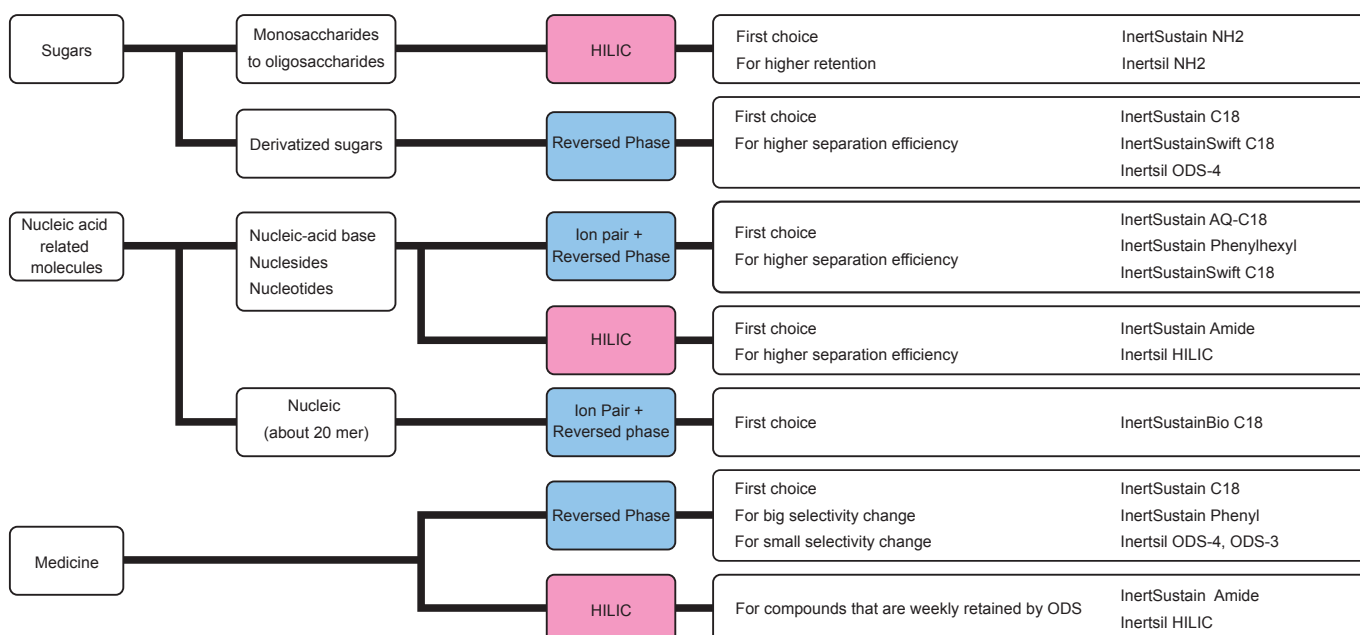 Sugars
Monosaccharides
to oligosaccharides
HILIC
First choice InertSustain NH2
For higher retention Inertsil NH2
Derivatized sugars
Reversed Phase
First choice InertSustain C18
For higher separation efficiency InertSustainSwift C18
Inertsil ODS-4
Nucleic acid
related
molecules
Nucleic-acid base
Nuclesides
Nucleotides
Ion pair +
Reversed Phase
InertSustain AQ-C18
First choice InertSustain Phenylhexyl
For higher separation efficiency InertSustainSwift C18
HILIC
First choice InertSustain Amide
For higher separation efficiency Inertsil HILIC
Nucleic
(about 20 mer)
Ion Pair +
Reversed phase
First choice InertSustainBio C18
Medicine
Reversed Phase
First choice InertSustain C18
For big selectivity change InertSustain Phenyl
For small selectivity change Inertsil ODS-4, ODS-3
HILIC
For compounds that are weekly retained by ODS InertSustain Amide
Inertsil HILIC